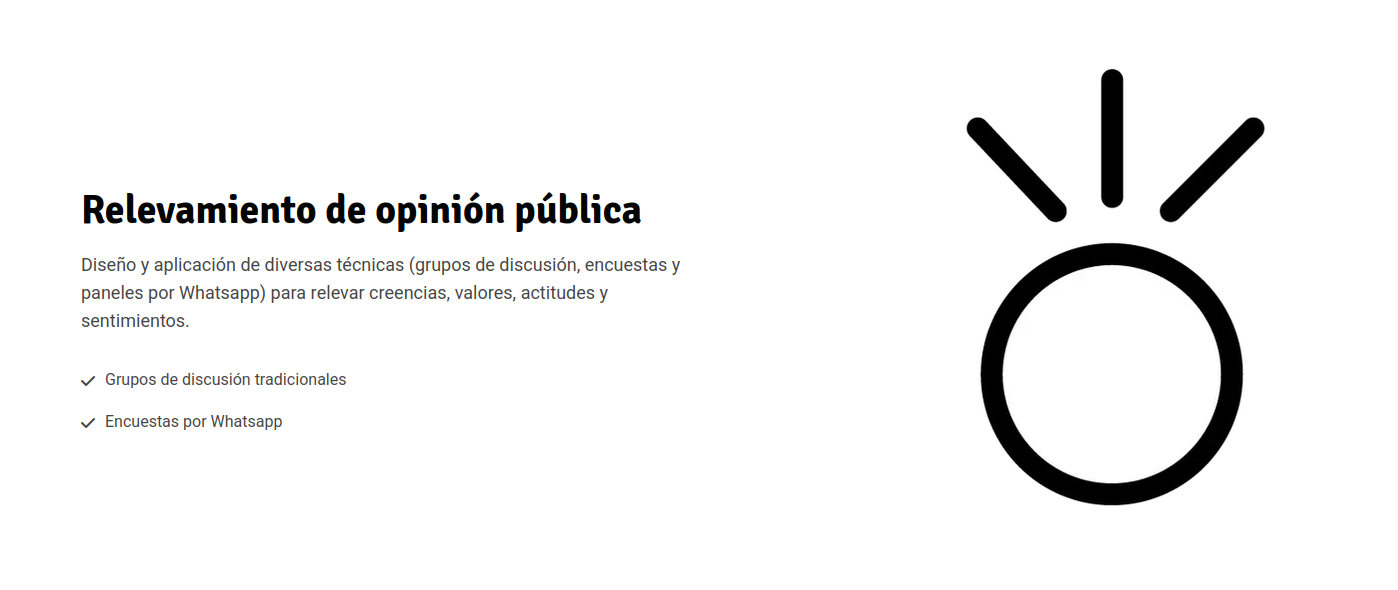 Relevamiento de opinión pública
Diseño y aplicación de diversas técnicas (grupos de discusión, encuestas y
paneles por Whatsapp) para relevar creencias, valores, actitudes y
sentimientos.
Grupos de discusión tradicionales
Encuestas por Whatsapp